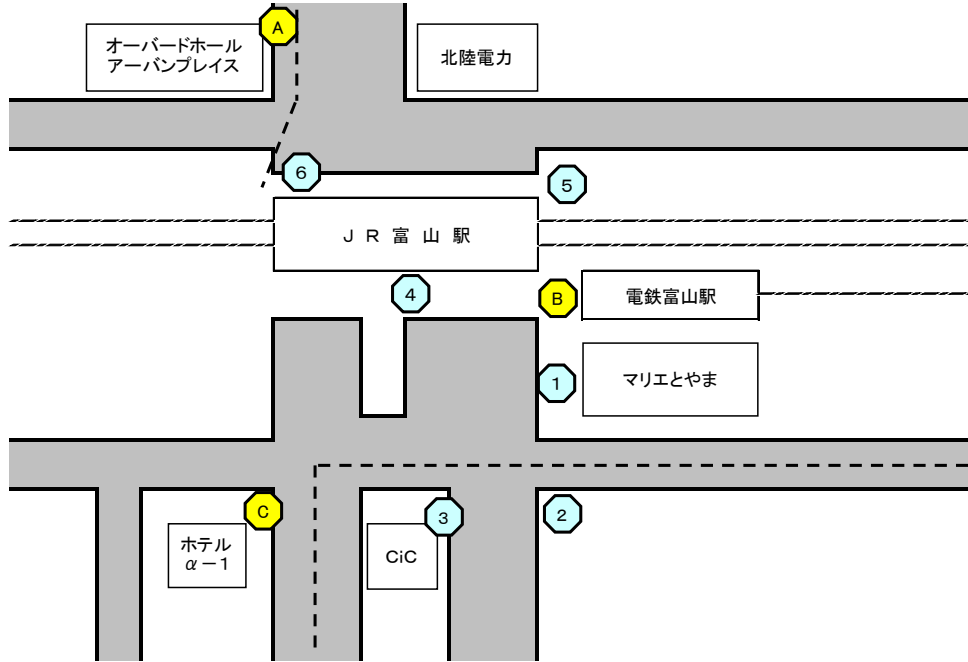 A
オーバードホール
アーバンプレイス
北陸電力
6
5
ＪＲ富山駅
4
B
電鉄富山駅
1
マリエとやま
C
3
2
ホテル
α－1
CiC